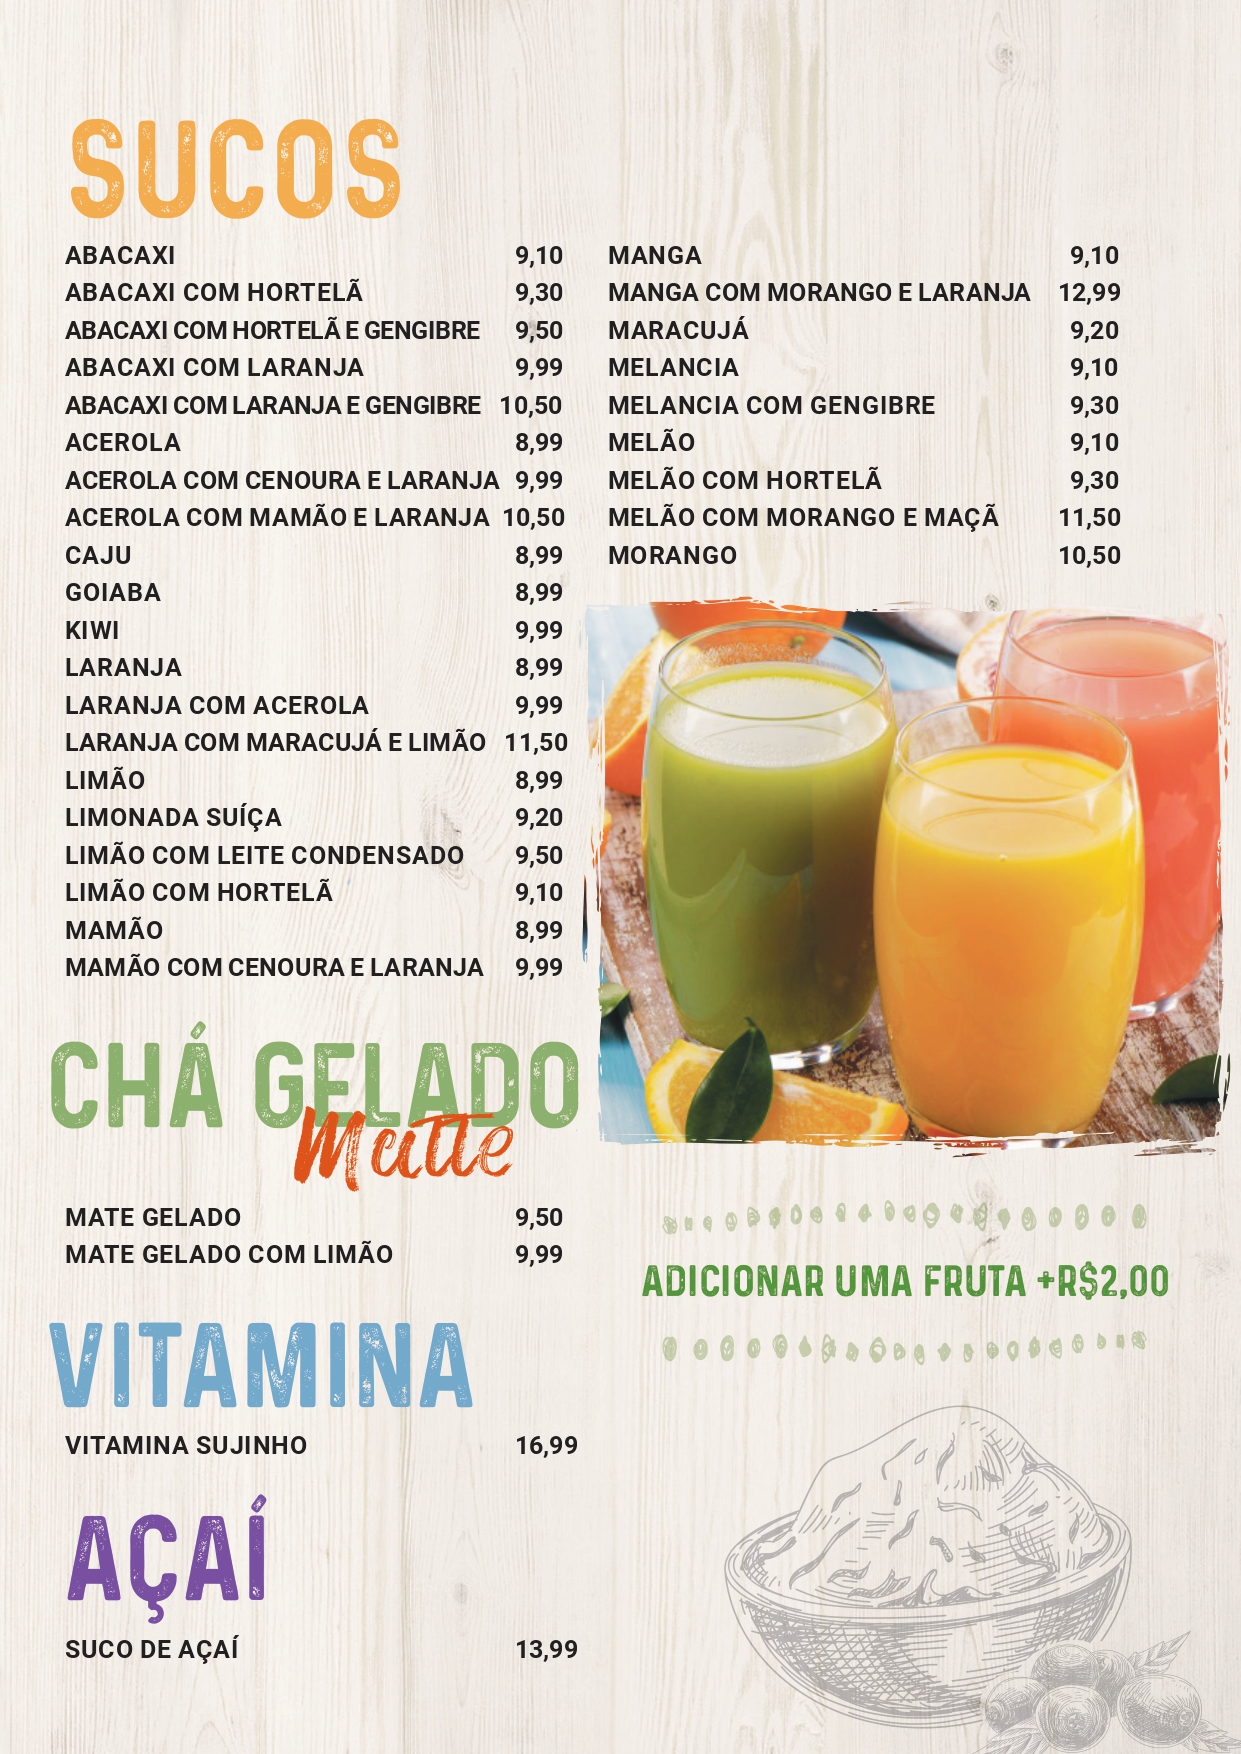 SUCOS
ABACAXI 9,10
ABACAXI COM HORTELÃ 9,30
ABACAXI COM HORTELÃ E GENGIBRE 9,50
ABACAXI COM LARANJA 9,99
ABACAXI COM LARANJA E GENGIBRE 10,50
ACEROLA 8,99
ACEROLA COM CENOURA E LARANJA 9,99
ACEROLA COM MAMÃO E LARANJA 10,50
CAJU 8,99
GOIABA 8,99
KIWI 9,99
LARANJA 8,99
LARANJA COM ACEROLA 9,99
LARANJA COM MARACUJÁ E LIMÃO 11,50
LIMÃO 8,99
LIMONADA SUÍÇA 9,20
LIMÃO COM LEITE CONDENSADO 9,50
LIMÃO COM HORTELÃ 9,10
MAMÃO 8,99
MAMÃO COM CENOURA E LARANJA 9,99
MANGA 9,10
MANGA COM MORANGO E LARANJA 12,99
MARACUJÁ 9,20
MELANCIA 9,10
MELANCIA COM GENGIBRE 9,30
MELÃO 9,10
MELÃO COM HORTELÃ 9,30
MELÃO COM MORANGO E MAÇÃ 11,50
MORANGO 10,50
CHÁ GELADO
Matte
MATE GELADO 9,50
MATE GELADO COM LIMÃO 9,99
ADICIONAR UMA FRUTA +R$2,00
VITAMINA
VITAMINA SUJINHO 16,99
AÇAÍ
SUCO DE AÇAÍ 13,99